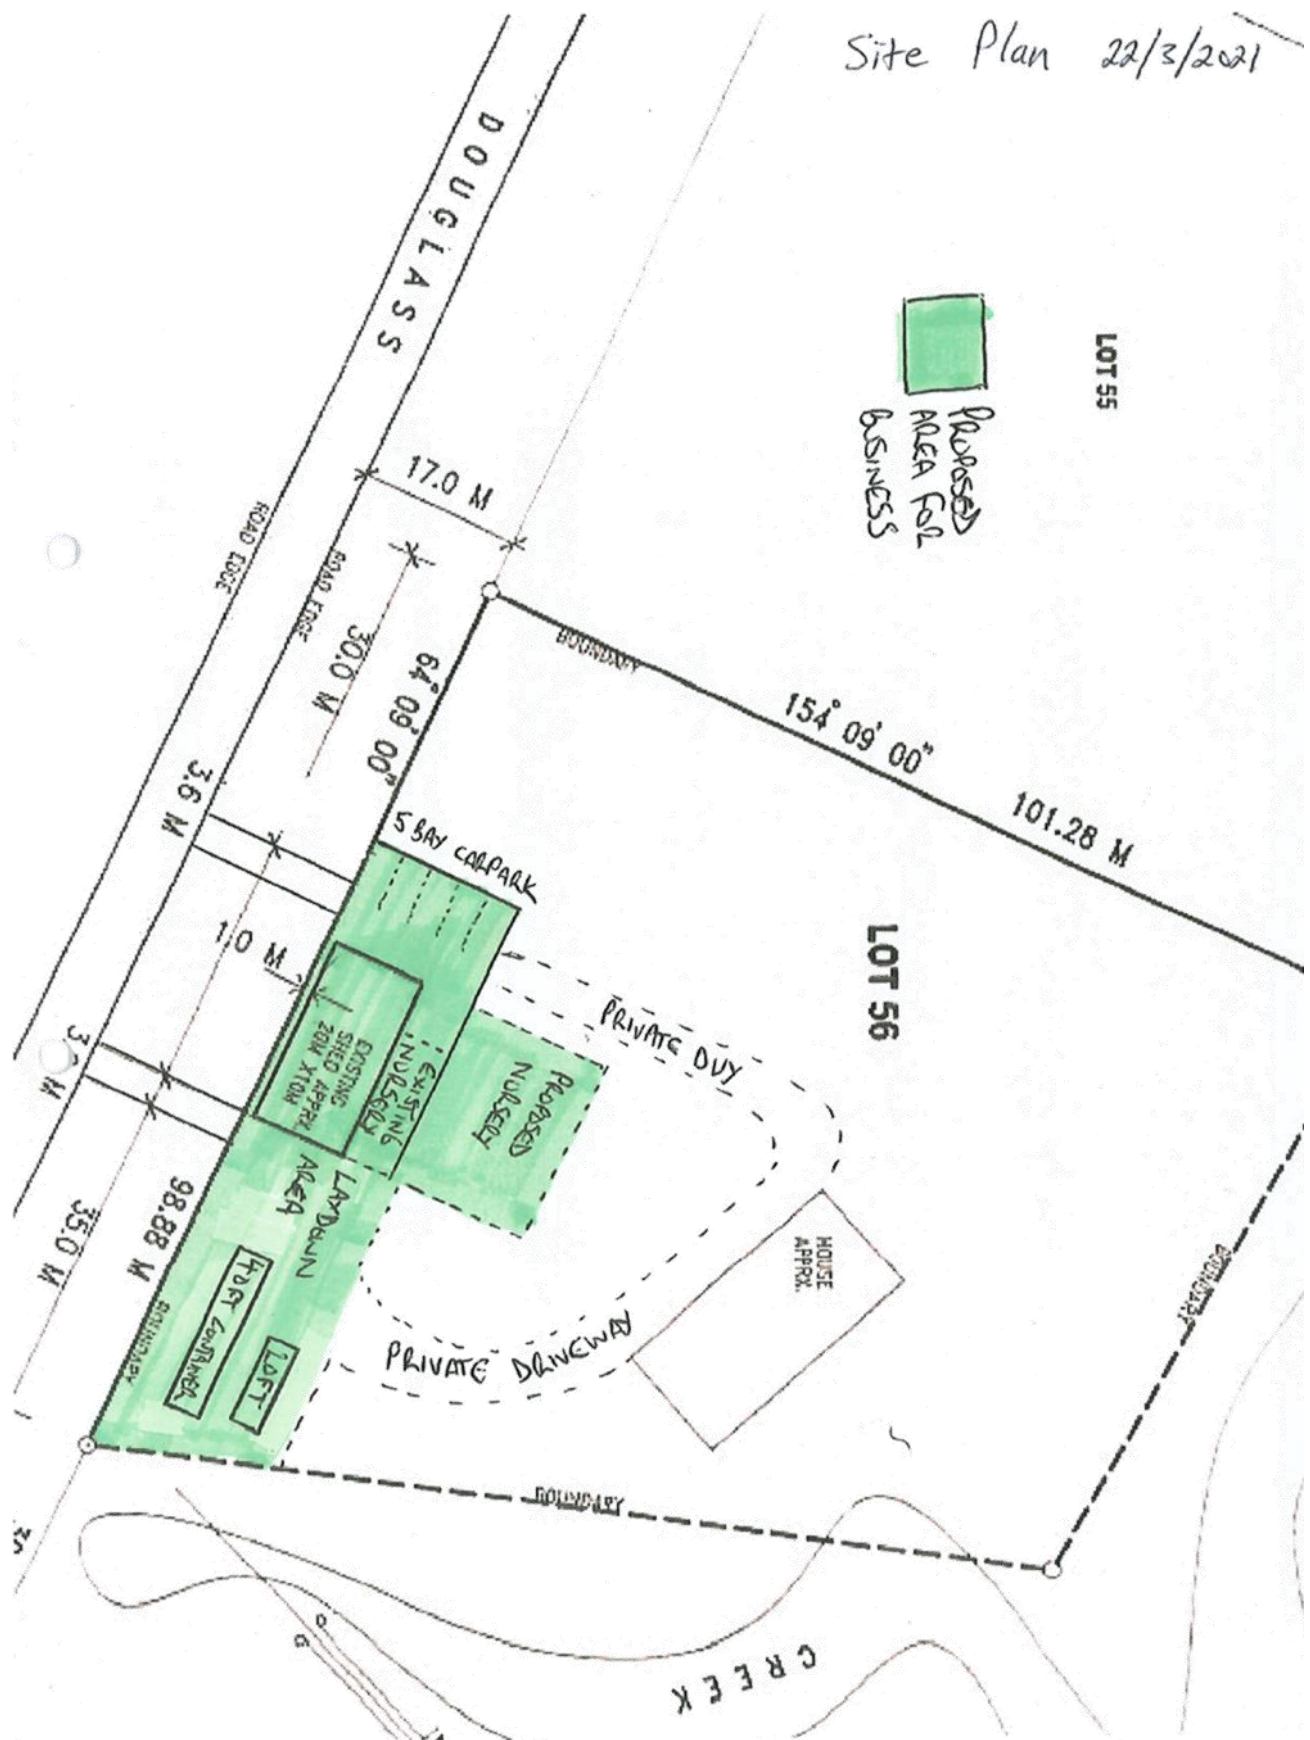 Site Plan 22/3/2021
DOUGLASS
LOT 55
PROPOSED
AREA FOR
BUSINESS
17.0 M
ROAD EDGE
ROAD EDGE
30.0 M
64° 09' 00"
BOUNDARY
154° 09' 00"
101.28 M
3.6 M
5 BAY CARPARK
LOT 56
1.0 M
EXISTING
SHED APPRX.
20M X10M
EXISTING
NURSERY
PROPOSED
NURSERY
PRIVATE DWY
HOUSE
APPRX.
LAYDOWN
AREA
98.88 M
35.0 M
40FT CONTAINER
20FT
PRIVATE DRIVEWAY
BOUNDARY
BOUNDARY
BOUNDARY
CREEK